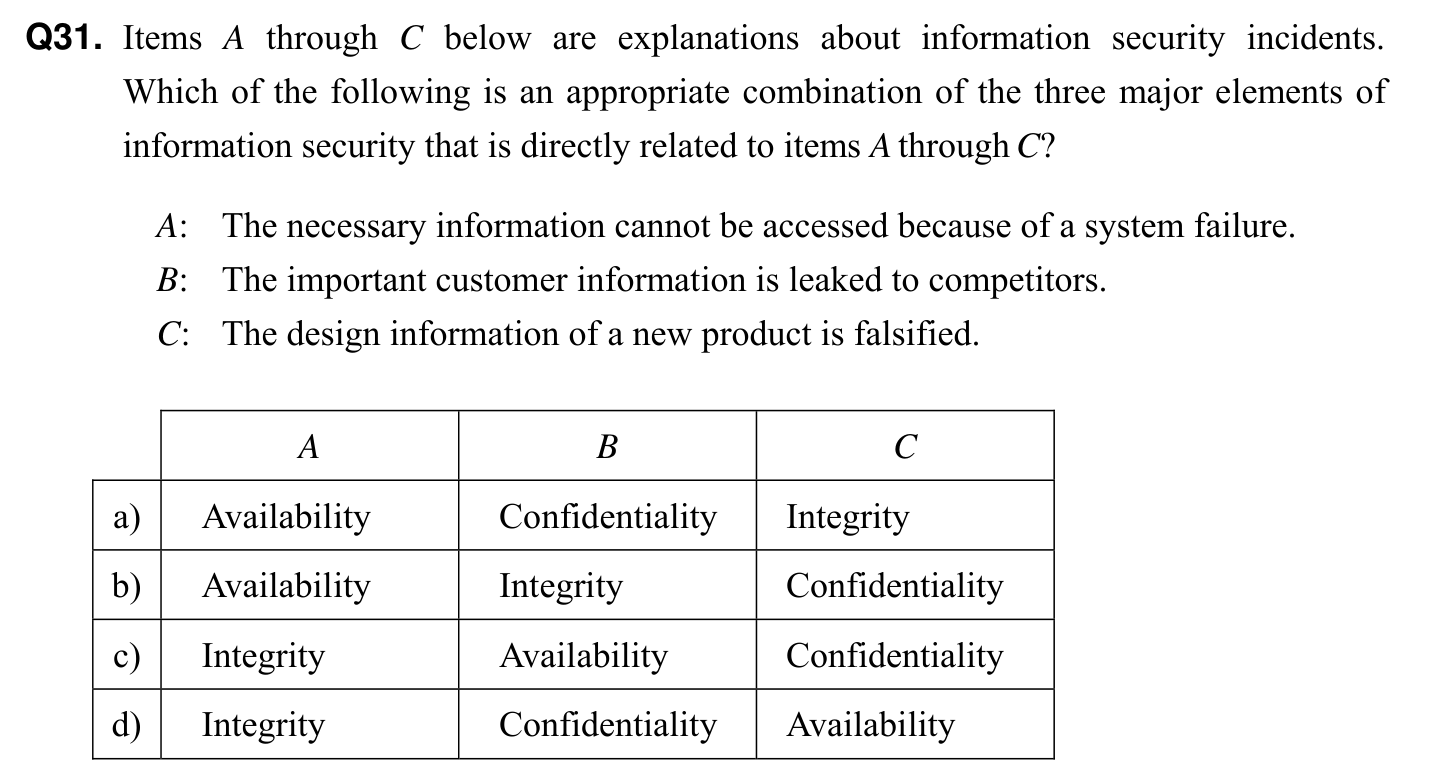 Q31. Items A through C below are explanations about information security incidents.
Which of the following is an appropriate combination of the three major elements of
information security that is directly related to items A through C?
A: The necessary information cannot be accessed because of a system failure.
B: The important customer information is leaked to competitors.
C: The design information of a new product is falsified.
A B C
a) Availability Confidentiality Integrity
b) Availability Integrity Confidentiality
c) Integrity Availability Confidentiality
d) Integrity Confidentiality Availability